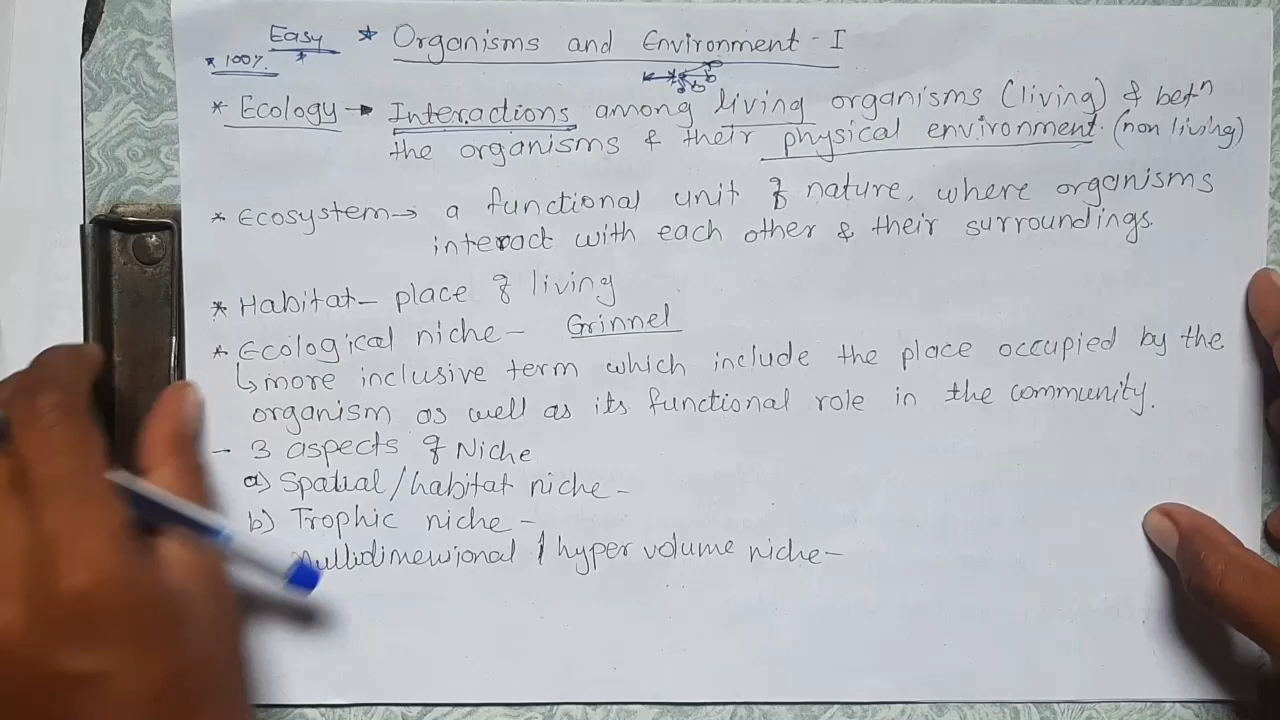 Easy * Organisms and Environment - I
* 100%.
* Ecology → Interactions among living organisms (living) & betⁿ
the organisms & their physical environment. (non living)
* Ecosystem → a functional unit of nature, where organisms
interact with each other & their surroundings.
* Habitat - place of living
* Ecological niche - Grinnel
↳ more inclusive term which include the place occupied by the
organism as well as its functional role in the community.
- 3 aspects of Niche
a) Spatial / habitat niche -
b) Trophic niche -
Multidimensional / hyper volume niche -